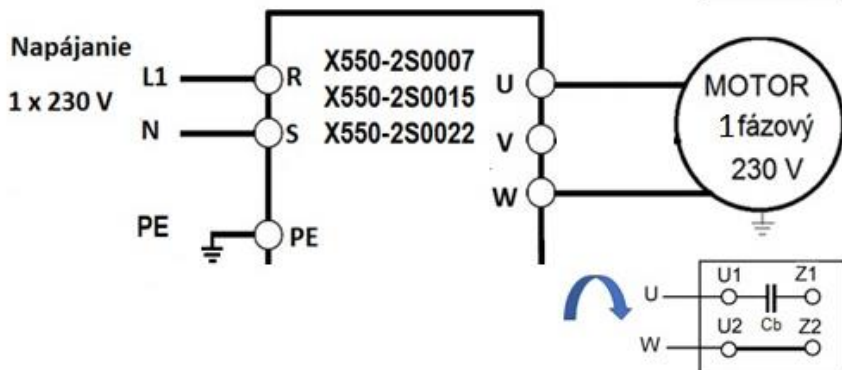 Napájanie
1 x 230 V
L1
N
PE
R
S
PE
X550-2S0007
X550-2S0015
X550-2S0022
U
V
W
MOTOR
1fázový
230 V
U
W
U1
Z1
Cb
U2
Z2